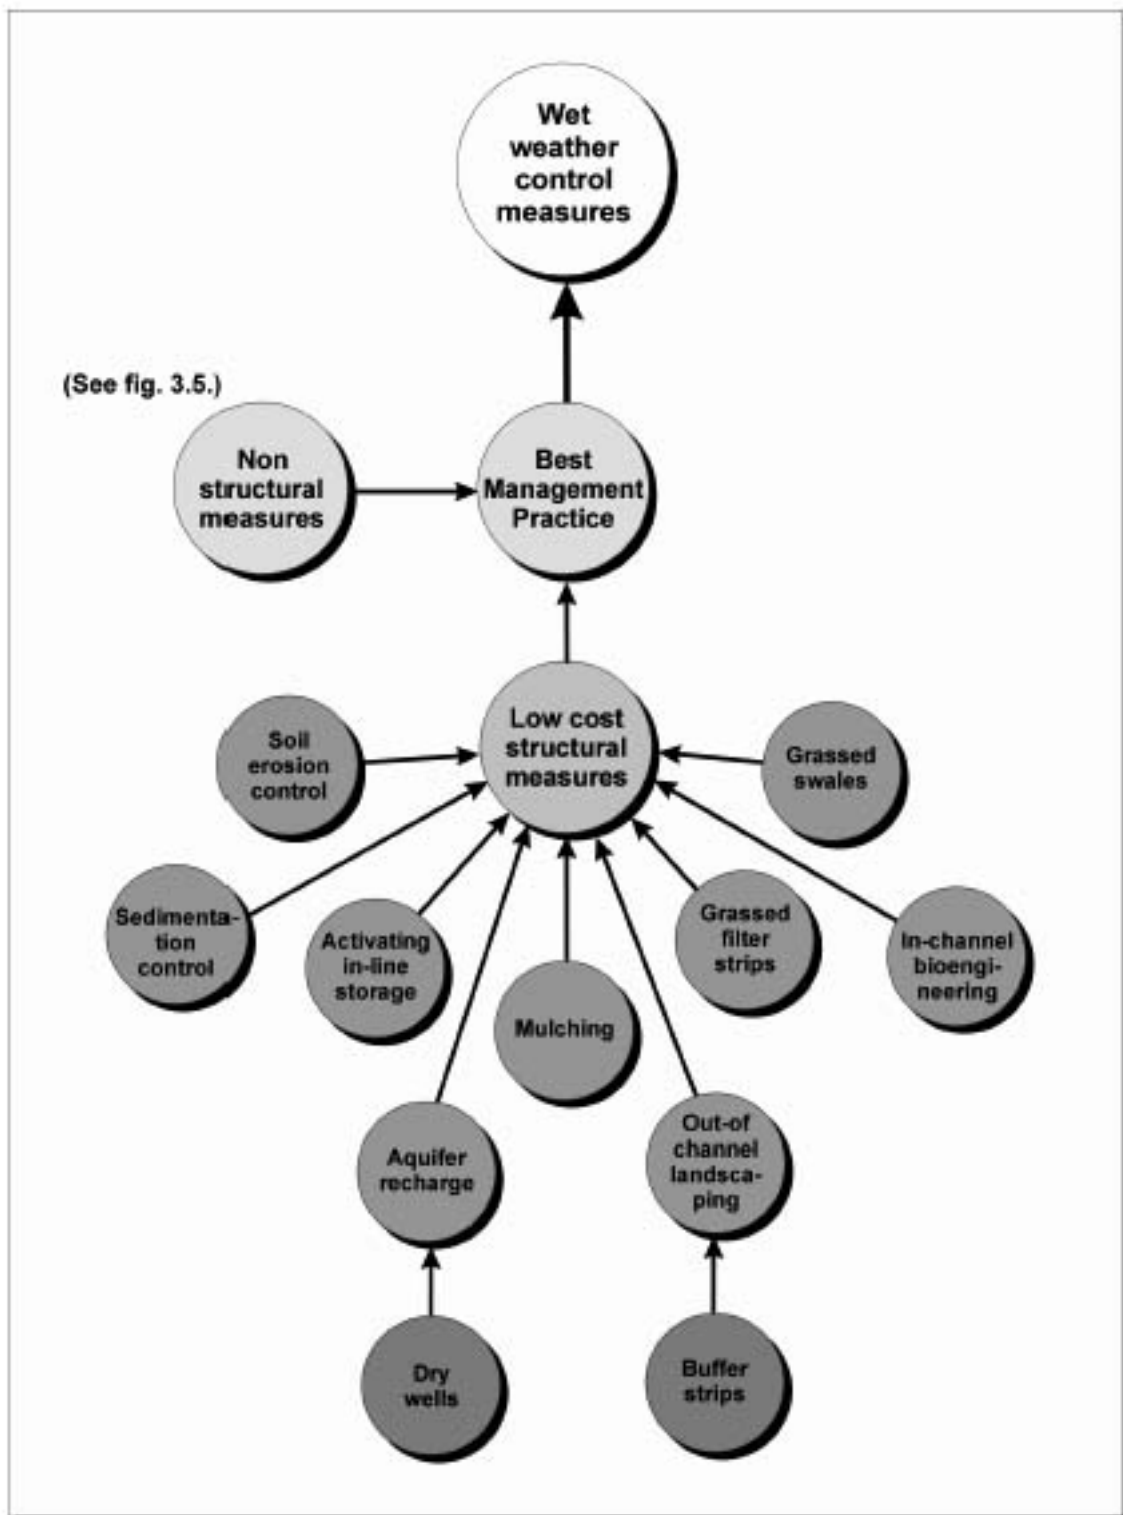 Wet
weather
control
measures
(See fig. 3.5.)
Non
structural
measures
Best
Management
Practice
Low cost
structural
measures
Soil
erosion
control
Grassed
swales
Sedimenta-
tion
control
Activating
in-line
storage
Mulching
Grassed
filter
strips
In-channel
bioengi-
neering
Aquifer
recharge
Out-of
channel
landsca-
ping
Dry
wells
Buffer
strips